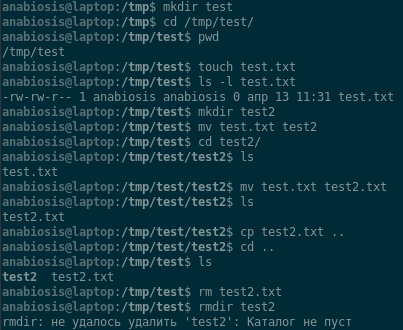 anabiosis@laptop:/tmp$ mkdir test
anabiosis@laptop:/tmp$ cd /tmp/test/
anabiosis@laptop:/tmp/test$ pwd
/tmp/test
anabiosis@laptop:/tmp/test$ touch test.txt
anabiosis@laptop:/tmp/test$ ls -l test.txt
-rw-rw-r-- 1 anabiosis anabiosis 0 апр 13 11:31 test.txt
anabiosis@laptop:/tmp/test$ mkdir test2
anabiosis@laptop:/tmp/test$ mv test.txt test2
anabiosis@laptop:/tmp/test$ cd test2/
anabiosis@laptop:/tmp/test/test2$ ls
test.txt
anabiosis@laptop:/tmp/test/test2$ mv test.txt test2.txt
anabiosis@laptop:/tmp/test/test2$ ls
test2.txt
anabiosis@laptop:/tmp/test/test2$ cp test2.txt ..
anabiosis@laptop:/tmp/test/test2$ cd ..
anabiosis@laptop:/tmp/test$ ls
test2  test2.txt
anabiosis@laptop:/tmp/test$ rm test2.txt
anabiosis@laptop:/tmp/test$ rmdir test2
rmdir: не удалось удалить 'test2': Каталог не пуст